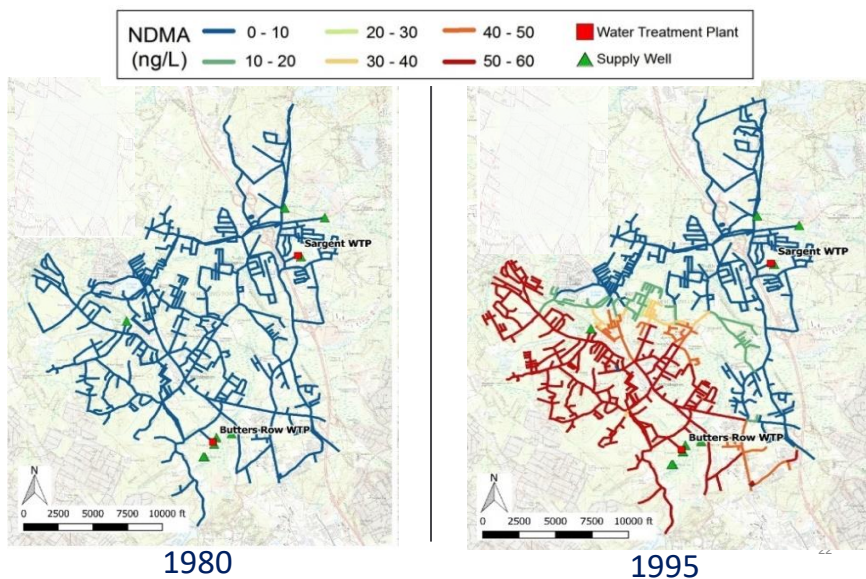 NDMA
(ng/L)
0 - 10
20 - 30
40 - 50
Water Treatment Plant
10 - 20
30 - 40
50 - 60
Supply Well
Sargent WTP
Butters Row WTP
N
0 2500 5000 7500 10000 ft
1980
Sargent WTP
Butters Row WTP
N
0 2500 5000 7500 10000 ft
1995
22